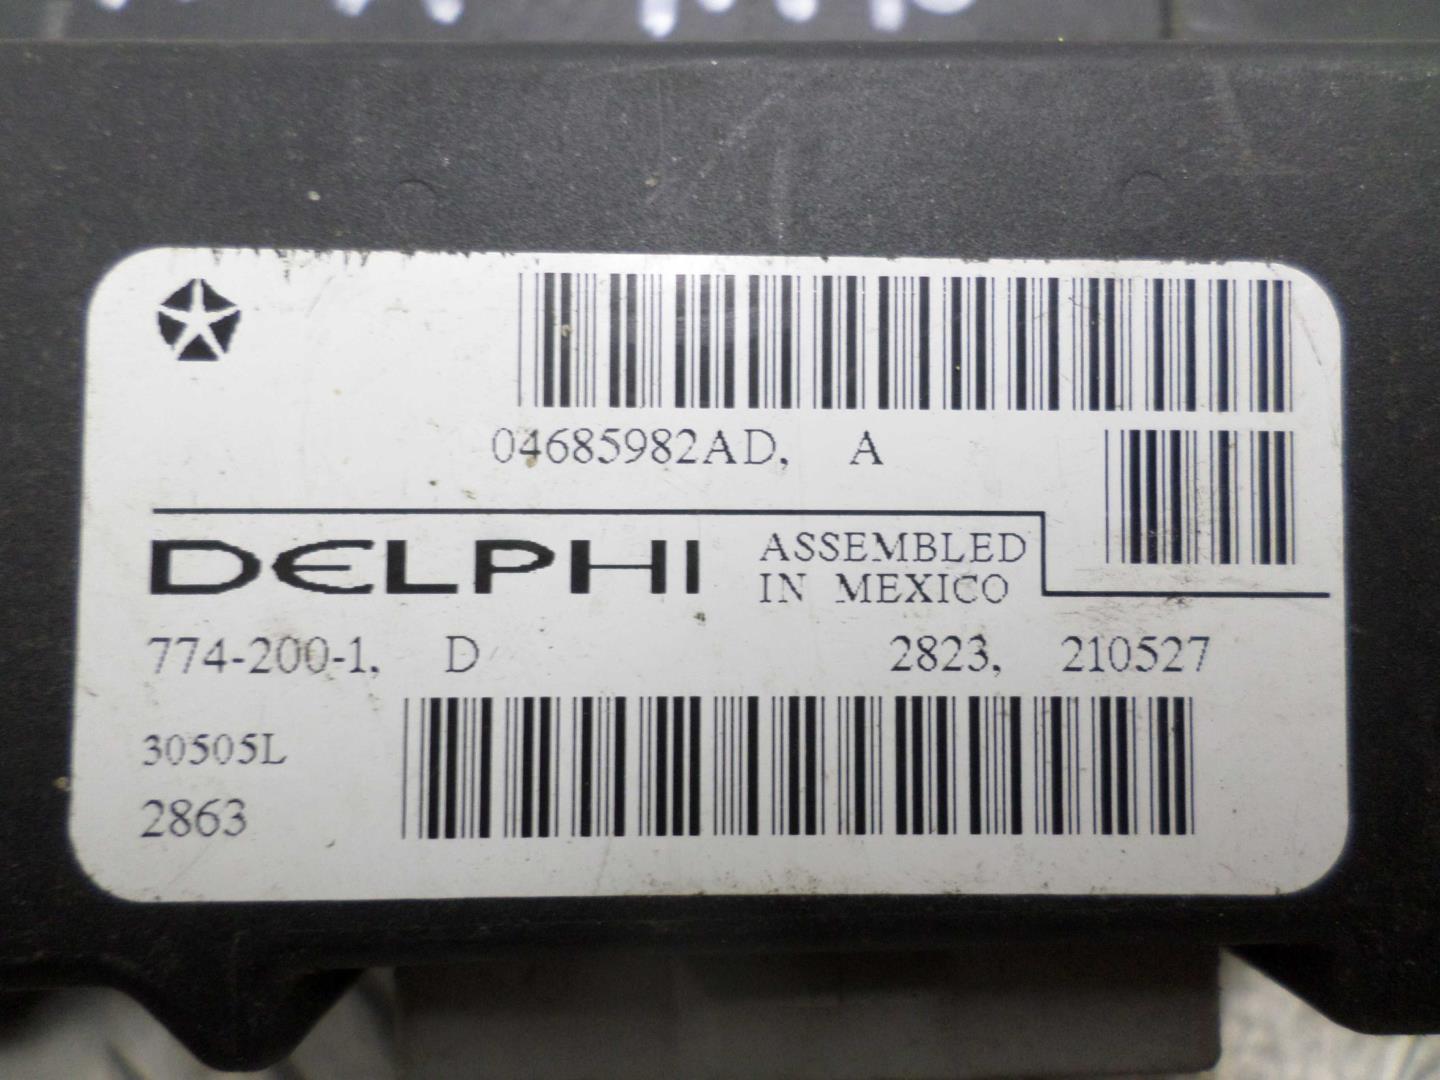 04685982AD, A
DELPHI
ASSEMBLED
IN MEXICO
774-200-1, D 2823, 210527
30505L
2863